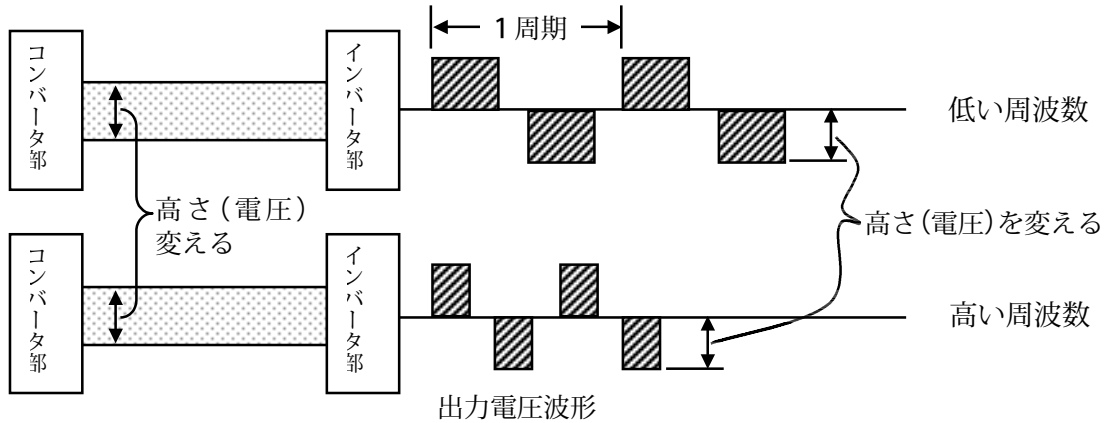 1 周期
コンバータ部
インバータ部
低い周波数
高さ(電圧)
変える
高さ(電圧)を変える
コンバータ部
インバータ部
高い周波数
出力電圧波形